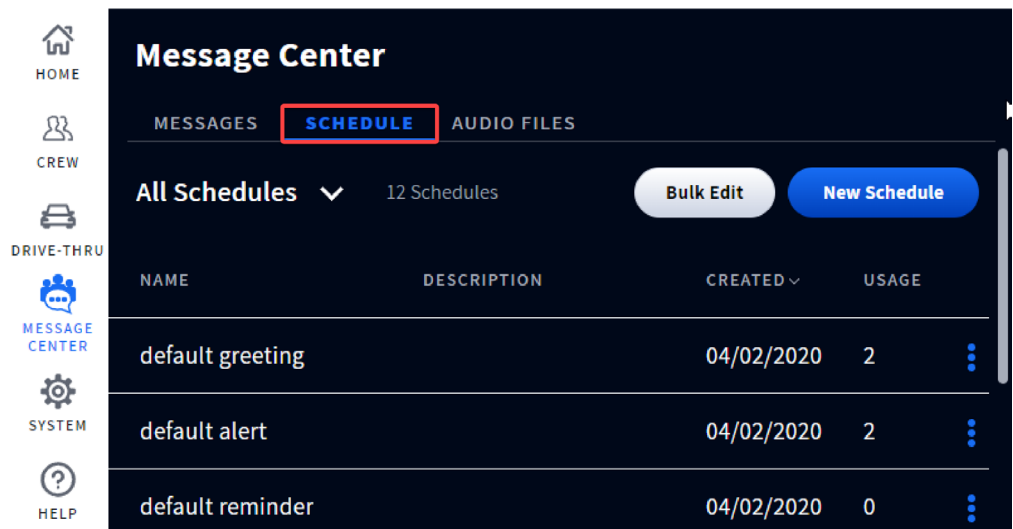 HOME
CREW
DRIVE-THRU
MESSAGE
CENTER
SYSTEM
HELP
Message Center
MESSAGES SCHEDULE AUDIO FILES
All Schedules 12 Schedules Bulk Edit New Schedule
NAME DESCRIPTION CREATED USAGE
default greeting 04/02/2020 2
default alert 04/02/2020 2
default reminder 04/02/2020 0